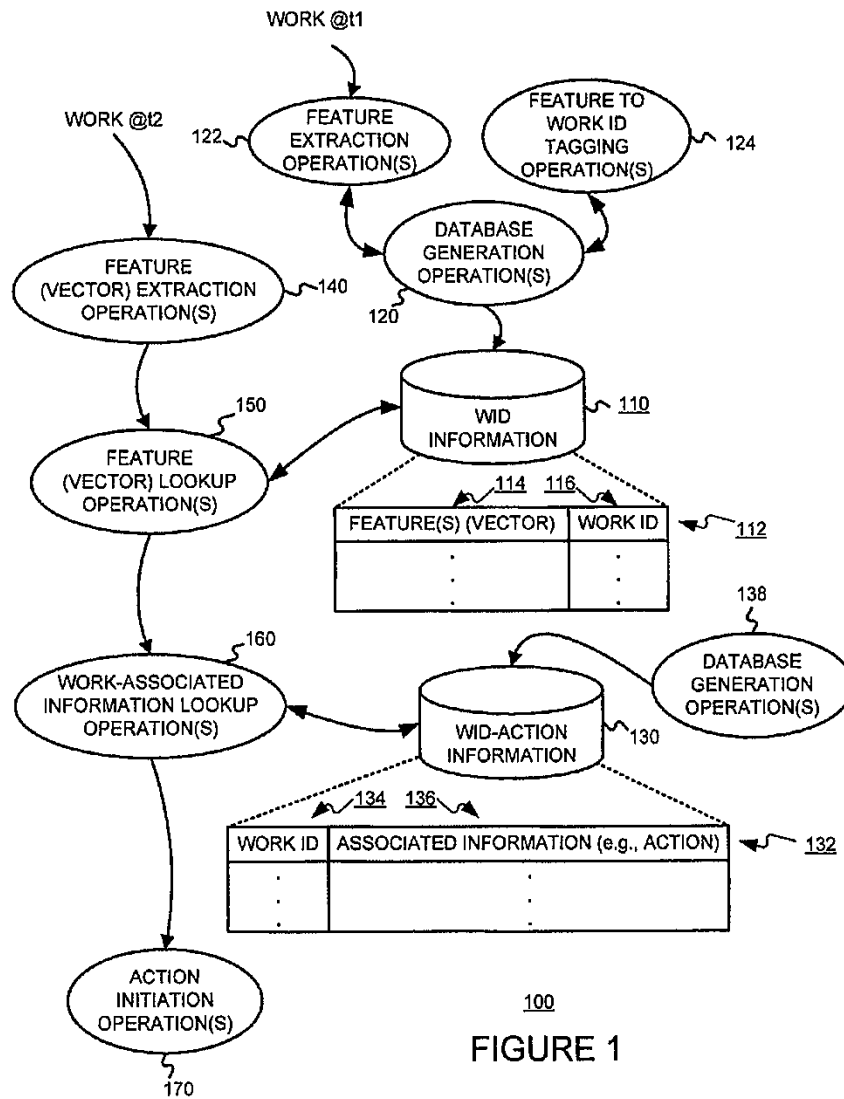 WORK @t1
WORK @t2
122
FEATURE
EXTRACTION
OPERATION(S)
FEATURE TO
WORK ID
TAGGING
OPERATION(S)
124
DATABASE
GENERATION
OPERATION(S)
120
FEATURE
(VECTOR) EXTRACTION
OPERATION(S)
140
150
FEATURE
(VECTOR) LOOKUP
OPERATION(S)
WID
INFORMATION
110
114
116
FEATURE(S) (VECTOR)
WORK ID
112
138
DATABASE
GENERATION
OPERATION(S)
160
WORK-ASSOCIATED
INFORMATION LOOKUP
OPERATION(S)
WID-ACTION
INFORMATION
130
134
136
WORK ID
ASSOCIATED INFORMATION (e.g., ACTION)
132
ACTION
INITIATION
OPERATION(S)
170
100
FIGURE 1